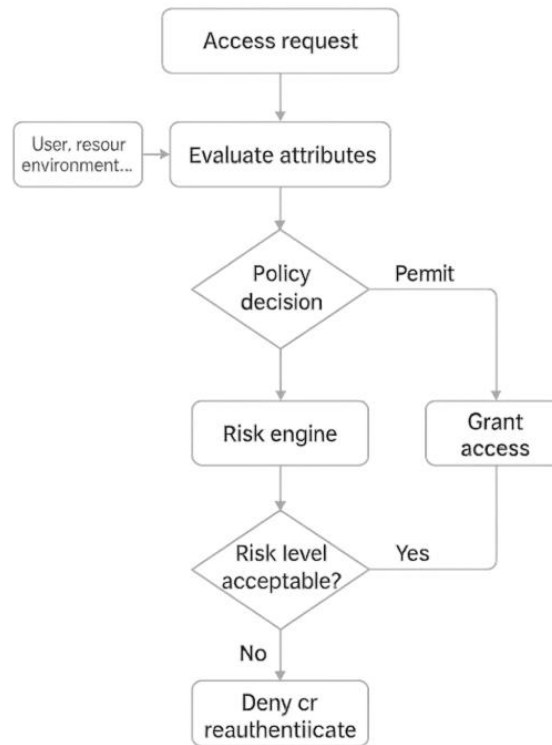 Access request
User, resour
environment...
Evaluate attributes
Policy
decision
Permit
Risk engine
Grant
access
Risk level
acceptable?
Yes
No
Deny cr
reauthentiicate